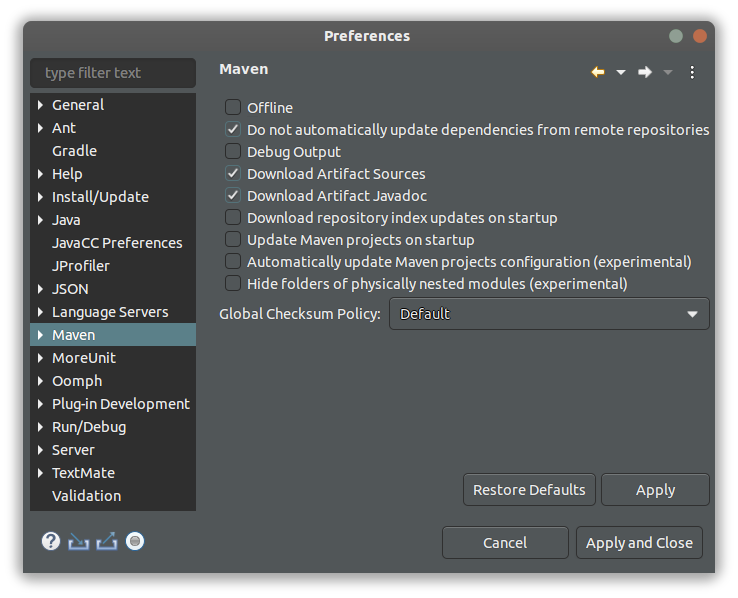 Preferences
type filter text
General
Ant
Gradle
Help
Install/Update
Java
JavaCC Preferences
JProfiler
JSON
Language Servers
Maven
MoreUnit
Oomph
Plug-in Development
Run/Debug
Server
TextMate
Validation
Maven
Offline
Do not automatically update dependencies from remote repositories
Debug Output
Download Artifact Sources
Download Artifact Javadoc
Download repository index updates on startup
Update Maven projects on startup
Automatically update Maven projects configuration (experimental)
Hide folders of physically nested modules (experimental)
Global Checksum Policy: Default
Restore Defaults Apply
? Cancel Apply and Close